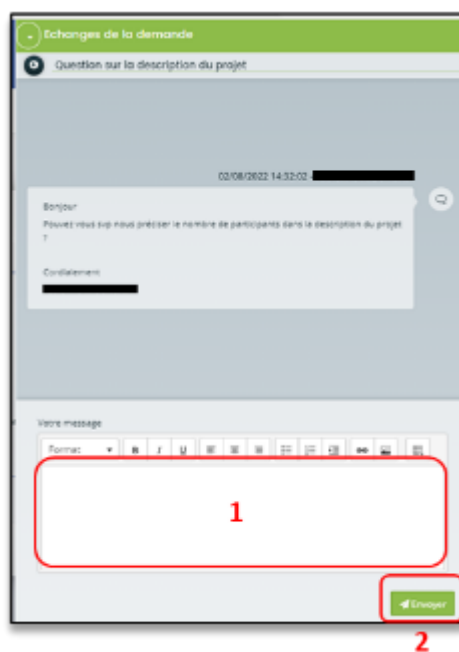 Echanges de la demande
Question sur la description du projet
02/08/2022 14:32:02 -
Bonjour
Pouvez vous svp nous préciser le nombre de participants dans la description du projet
?
Cordialement
Votre message
Format B I U
1
Envoyer
2